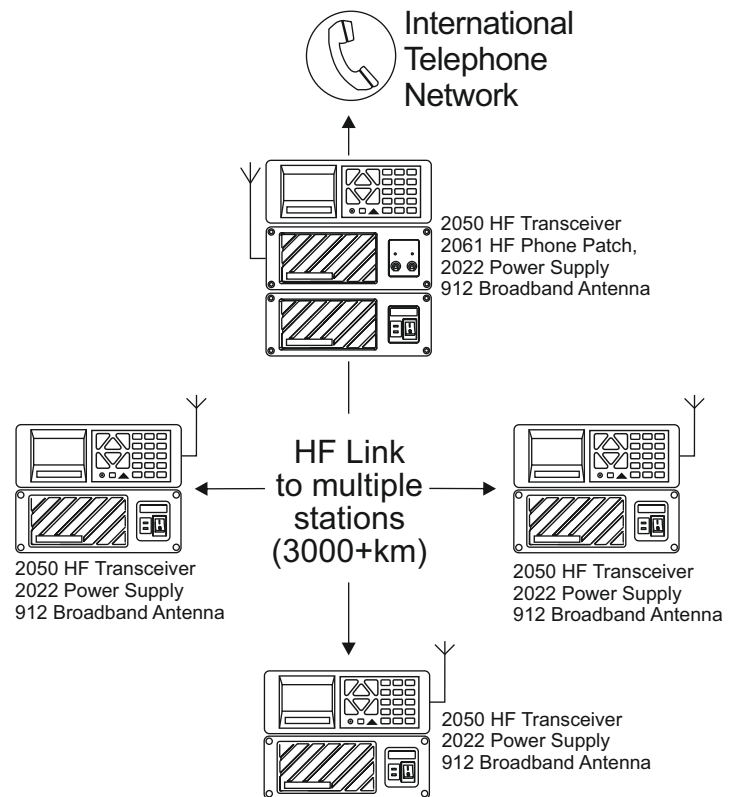 International
Telephone
Network
2050 HF Transceiver
2061 HF Phone Patch,
2022 Power Supply
912 Broadband Antenna
HF Link
to multiple
stations
(3000+km)
2050 HF Transceiver
2022 Power Supply
912 Broadband Antenna
2050 HF Transceiver
2022 Power Supply
912 Broadband Antenna
2050 HF Transceiver
2022 Power Supply
912 Broadband Antenna